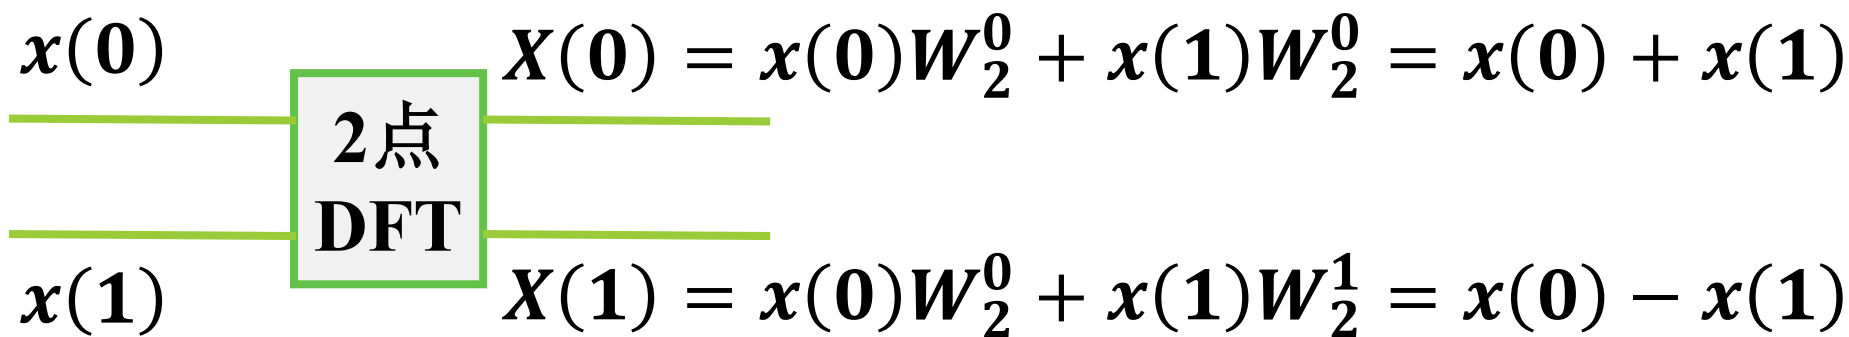 x(0)
X(0) = x(0)W₂⁰ + x(1)W₂⁰ = x(0) + x(1)
2点
DFT
x(1)
X(1) = x(0)W₂⁰ + x(1)W₂¹ = x(0) − x(1)